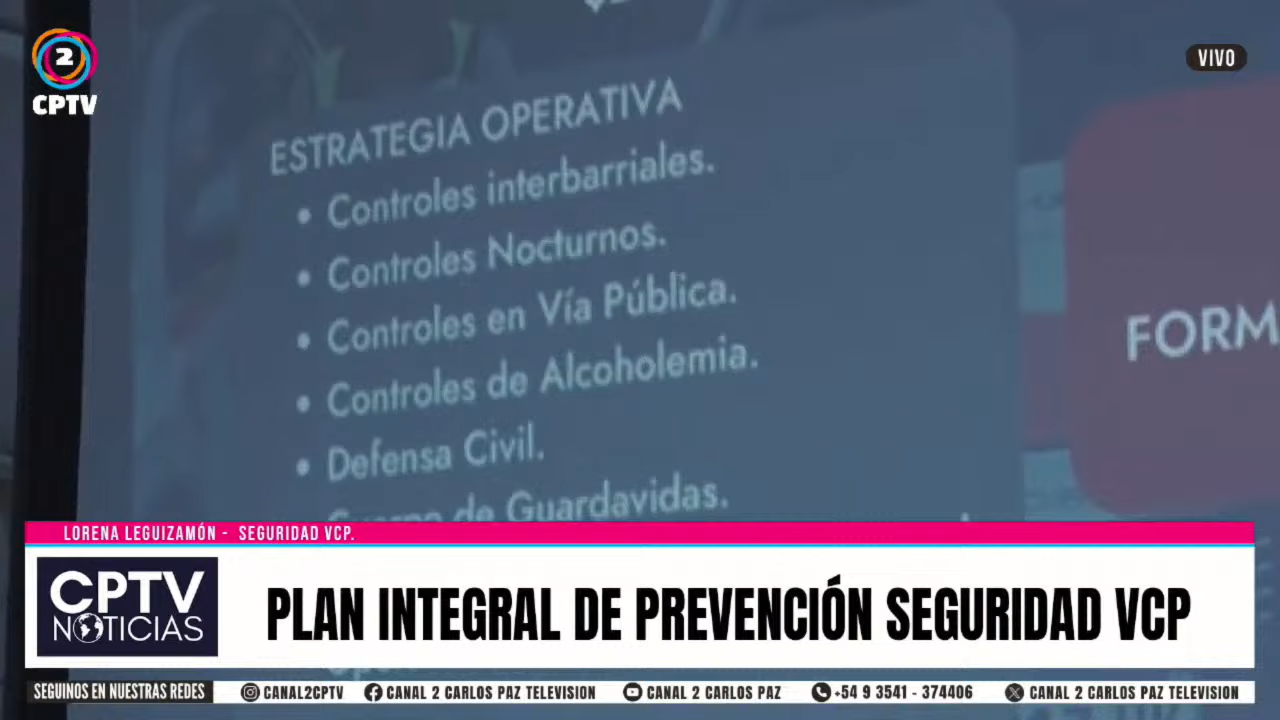 2
CPTV
VIVO
ESTRATEGIA OPERATIVA
• Controles interbarriales.
• Controles Nocturnos.
• Controles en Vía Pública.
• Controles de Alcoholemia.
• Defensa Civil.
Cuerpo de Guardavidas.
FORM
LORENA LEGUIZAMÓN - SEGURIDAD VCP.
CPTV
NOTICIAS
PLAN INTEGRAL DE PREVENCIÓN SEGURIDAD VCP
SEGUINOS EN NUESTRAS REDES
CANAL2CPTV
CANAL 2 CARLOS PAZ TELEVISION
CANAL 2 CARLOS PAZ
+54 9 3541 - 374406
CANAL 2 CARLOS PAZ TELEVISION